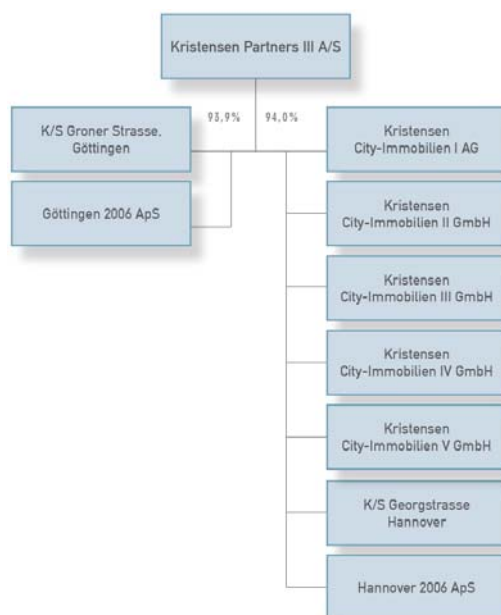 Kristensen Partners III A/S
93,9%
94,0%
K/S Groner Strasse,
Göttingen
Göttingen 2006 ApS
Kristensen
City-Immobilien I AG
Kristensen
City-Immobilien II GmbH
Kristensen
City-Immobilien III GmbH
Kristensen
City-Immobilien IV GmbH
Kristensen
City-Immobilien V GmbH
K/S Georgstrasse
Hannover
Hannover 2006 ApS